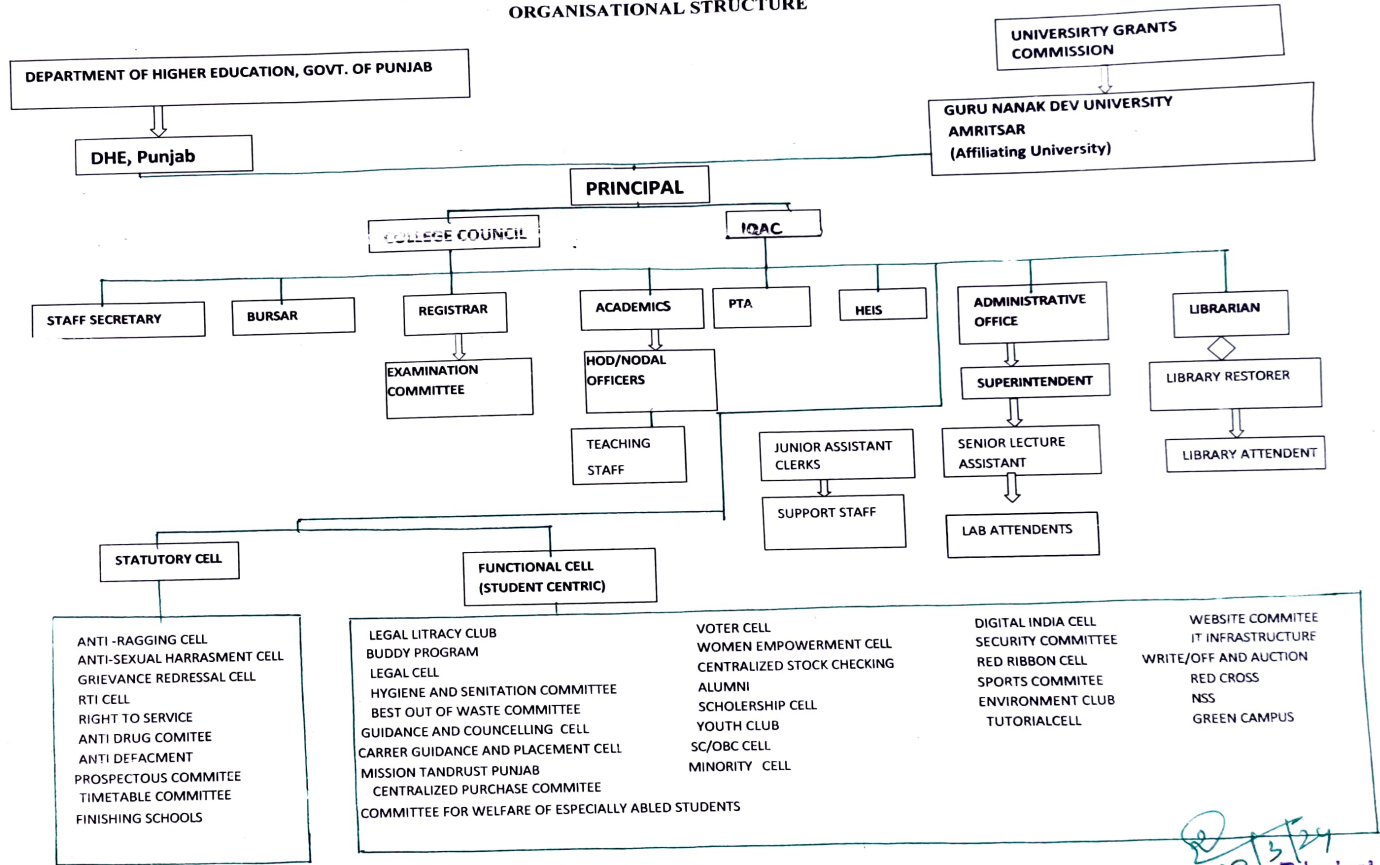 ORGANISATIONAL STRUCTURE
UNIVERSIRTY GRANTS
COMMISSION
DEPARTMENT OF HIGHER EDUCATION, GOVT. OF PUNJAB
GURU NANAK DEV UNIVERSITY
AMRITSAR
(Affiliating University)
DHE, Punjab
PRINCIPAL
COLLEGE COUNCIL
IQAC
STAFF SECRETARY
BURSAR
REGISTRAR
ACADEMICS
PTA
HEIS
ADMINISTRATIVE
OFFICE
LIBRARIAN
EXAMINATION
COMMITTEE
HOD/NODAL
OFFICERS
SUPERINTENDENT
LIBRARY RESTORER
TEACHING
STAFF
JUNIOR ASSISTANT
CLERKS
SENIOR LECTURE
ASSISTANT
LIBRARY ATTENDENT
SUPPORT STAFF
LAB ATTENDENTS
STATUTORY CELL
FUNCTIONAL CELL
(STUDENT CENTRIC)
ANTI -RAGGING CELL
ANTI-SEXUAL HARRASMENT CELL
GRIEVANCE REDRESSAL CELL
RTI CELL
RIGHT TO SERVICE
ANTI DRUG COMITEE
ANTI DEFACMENT
PROSPECTOUS COMMITEE
TIMETABLE COMMITTEE
FINISHING SCHOOLS
LEGAL LITRACY CLUB
BUDDY PROGRAM
LEGAL CELL
HYGIENE AND SENITATION COMMITTEE
BEST OUT OF WASTE COMMITTEE
GUIDANCE AND COUNCELLING CELL
CARRER GUIDANCE AND PLACEMENT CELL
MISSION TANDRUST PUNJAB
CENTRALIZED PURCHASE COMMITEE
COMMITTEE FOR WELFARE OF ESPECIALLY ABLED STUDENTS
VOTER CELL
WOMEN EMPOWERMENT CELL
CENTRALIZED STOCK CHECKING
ALUMNI
SCHOLERSHIP CELL
YOUTH CLUB
SC/OBC CELL
MINORITY CELL
DIGITAL INDIA CELL
SECURITY COMMITTEE
RED RIBBON CELL
SPORTS COMMITEE
ENVIRONMENT CLUB
TUTORIALCELL
WEBSITE COMMITEE
IT INFRASTRUCTURE
WRITE/OFF AND AUCTION
RED CROSS
NSS
GREEN CAMPUS